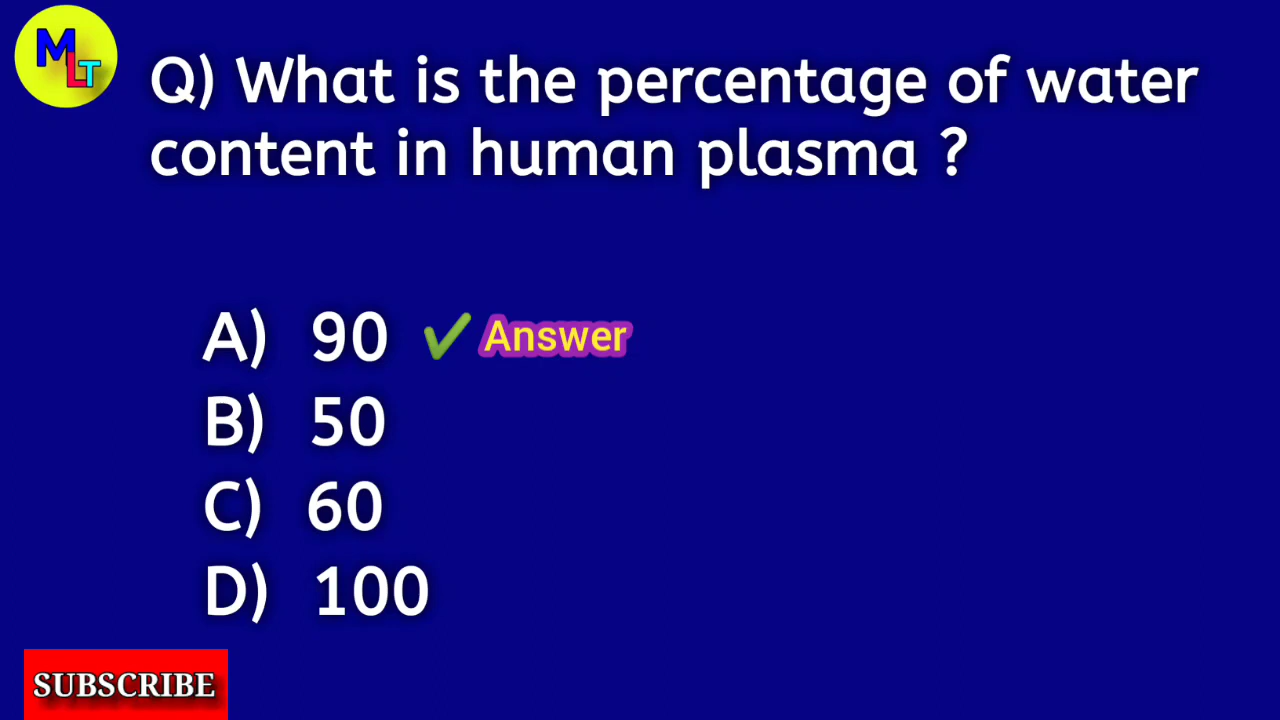 MLT
Q) What is the percentage of water
content in human plasma ?
A) 90 ✔ Answer
B) 50
C) 60
D) 100
SUBSCRIBE